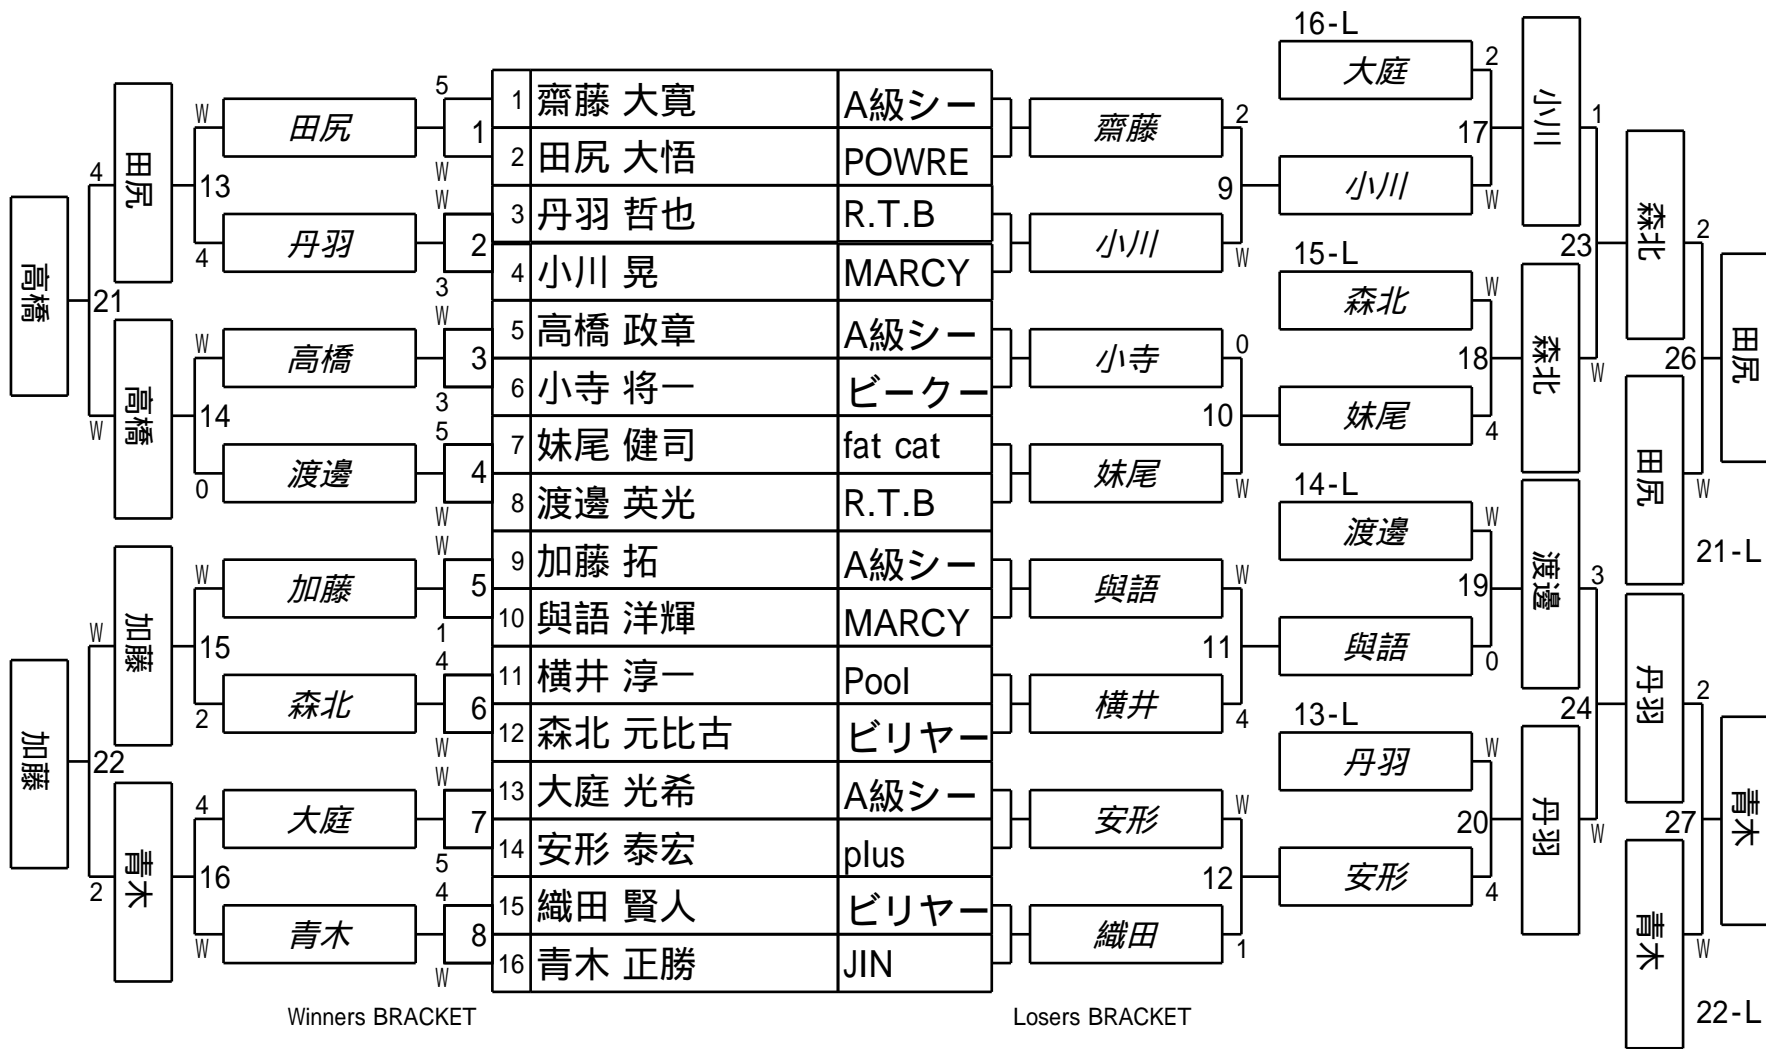 高橋
加藤
4
W
21
W
2
22
田尻
高橋
加藤
青木
W
13
4
W
14
0
W
15
2
4
16
W
田尻
丹羽
高橋
渡邊
加藤
森北
大庭
青木
5
1
W
W
2
3
W
3
3
5
4
W
W
5
1
4
6
W
W
7
5
4
8
W
1 齋藤 大寛 A級シー
2 田尻 大悟 POWRE
3 丹羽 哲也 R.T.B
4 小川 晃 MARCY
5 高橋 政章 A級シー
6 小寺 将一 ビークー
7 妹尾 健司 fat cat
8 渡邊 英光 R.T.B
9 加藤 拓 A級シー
10 與語 洋輝 MARCY
11 横井 淳一 Pool
12 森北 元比古 ビリヤー
13 大庭 光希 A級シー
14 安形 泰宏 plus
15 織田 賢人 ビリヤー
16 青木 正勝 JIN
齋藤
小川
小寺
妹尾
與語
横井
安形
織田
2
9
W
0
10
W
W
11
4
W
12
1
16-L
大庭
小川
15-L
森北
妹尾
14-L
渡邊
與語
13-L
丹羽
安形
2
17
W
W
18
4
W
19
0
W
20
4
小川
森北
渡邊
丹羽
1
23
W
3
24
W
森北
田尻
丹羽
青木
2
26
W
21-L
2
27
W
22-L
田尻
青木
Winners BRACKET
Losers BRACKET